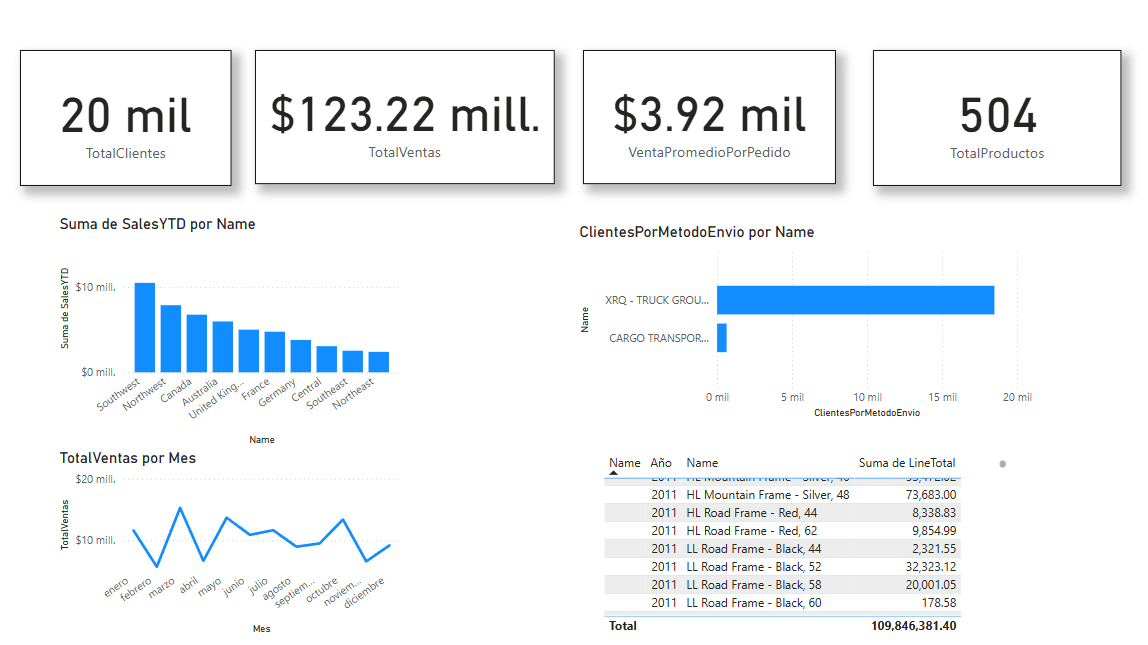 20 mil
TotalClientes
$123.22 mill.
TotalVentas
$3.92 mil
VentaPromedioPorPedido
504
TotalProductos
Suma de SalesYTD por Name
Suma de SalesYTD
$10 mill.
$0 mill.
Southwest
Northwest
Canada
Australia
United King...
France
Germany
Central
Southeast
Northeast
Name
ClientesPorMetodoEnvio por Name
Name
XRQ - TRUCK GROU...
CARGO TRANSPOR...
0 mil 5 mil 10 mil 15 mil 20 mil
ClientesPorMetodoEnvio
TotalVentas por Mes
TotalVentas
$20 mill.
$10 mill.
enero
febrero
marzo
abril
mayo
junio
julio
agosto
septiem...
octubre
noviem...
diciembre
Mes
Name Año Name Suma de LineTotal
2011 HL Mountain Frame - Silver,
2011 HL Mountain Frame - Silver, 48 73,683.00
2011 HL Road Frame - Red, 44 8,338.83
2011 HL Road Frame - Red, 62 9,854.99
2011 LL Road Frame - Black, 44 2,321.55
2011 LL Road Frame - Black, 52 32,323.12
2011 LL Road Frame - Black, 58 20,001.05
2011 LL Road Frame - Black, 60 178.58
Total 109,846,381.40